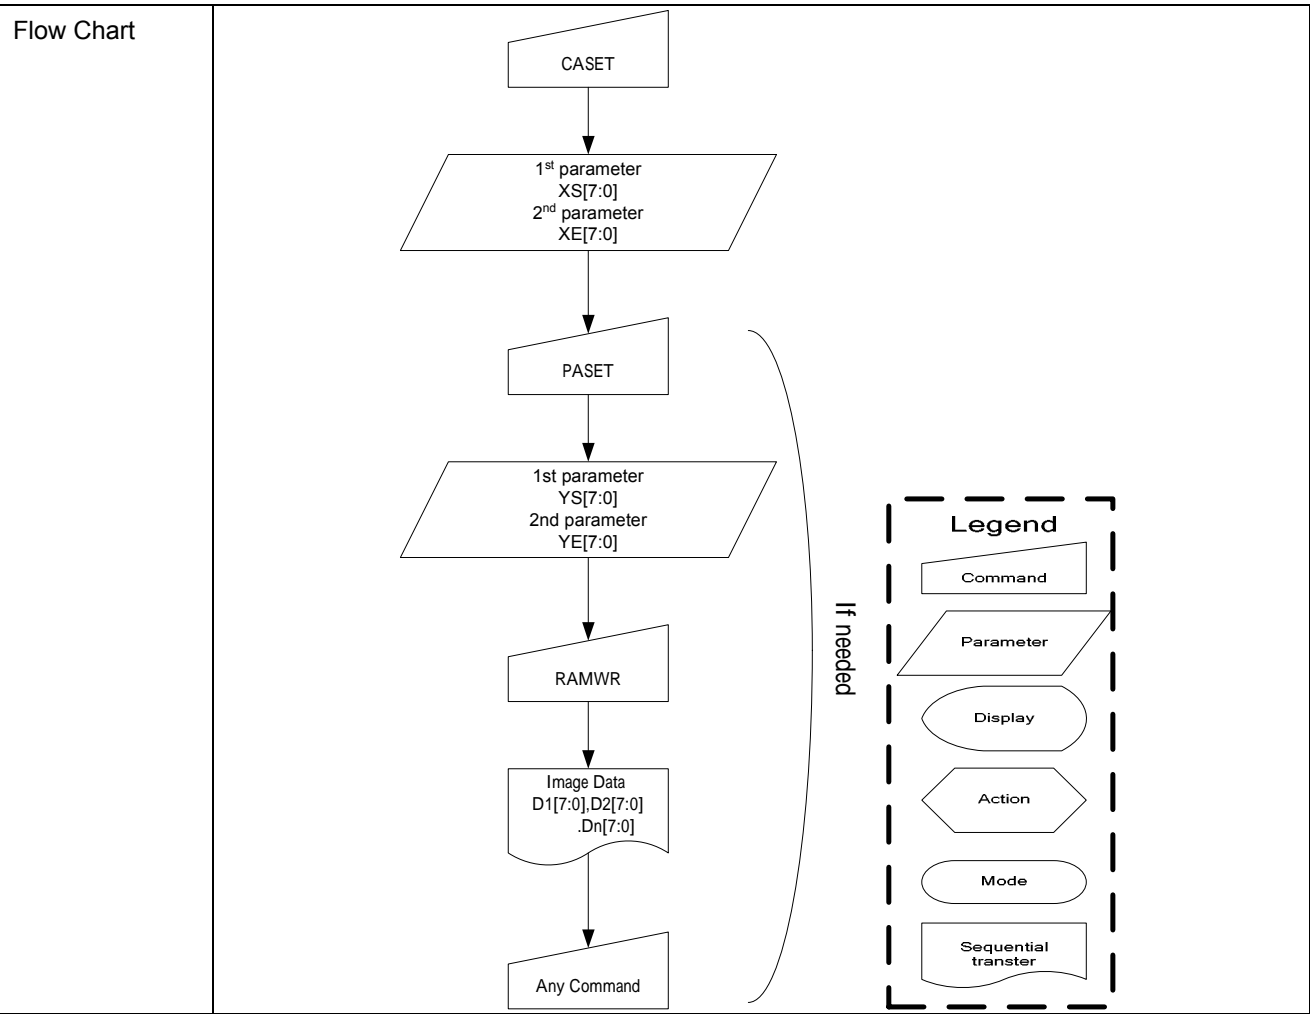 Flow Chart
CASET
1st parameter
XS[7:0]
2nd parameter
XE[7:0]
PASET
1st parameter
YS[7:0]
2nd parameter
YE[7:0]
RAMWR
Image Data
D1[7:0],D2[7:0]
.Dn[7:0]
Any Command
If needed
Legend
Command
Parameter
Display
Action
Mode
Sequential
transter